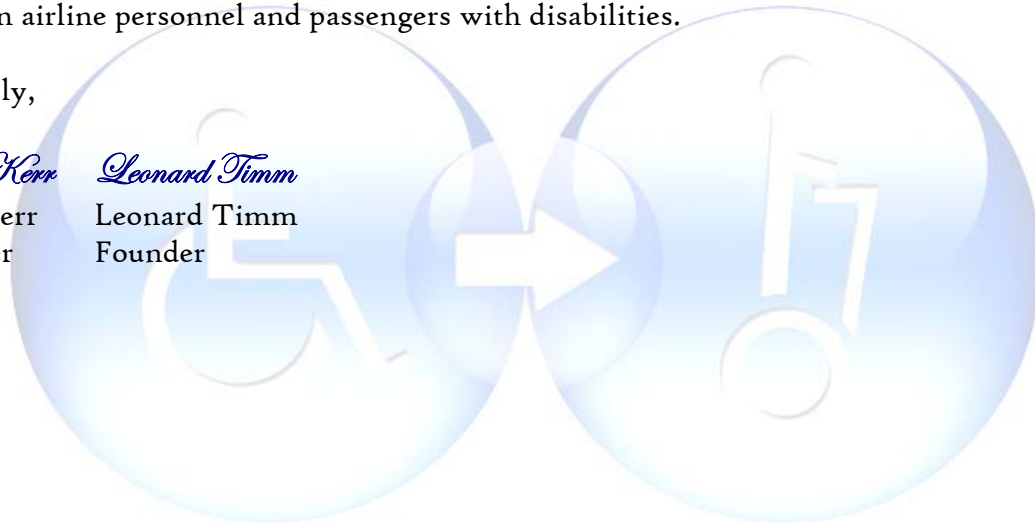 n airline personnel and passengers with disabilities.
ly,
Kerr Leonard Timm
err Leonard Timm
r Founder